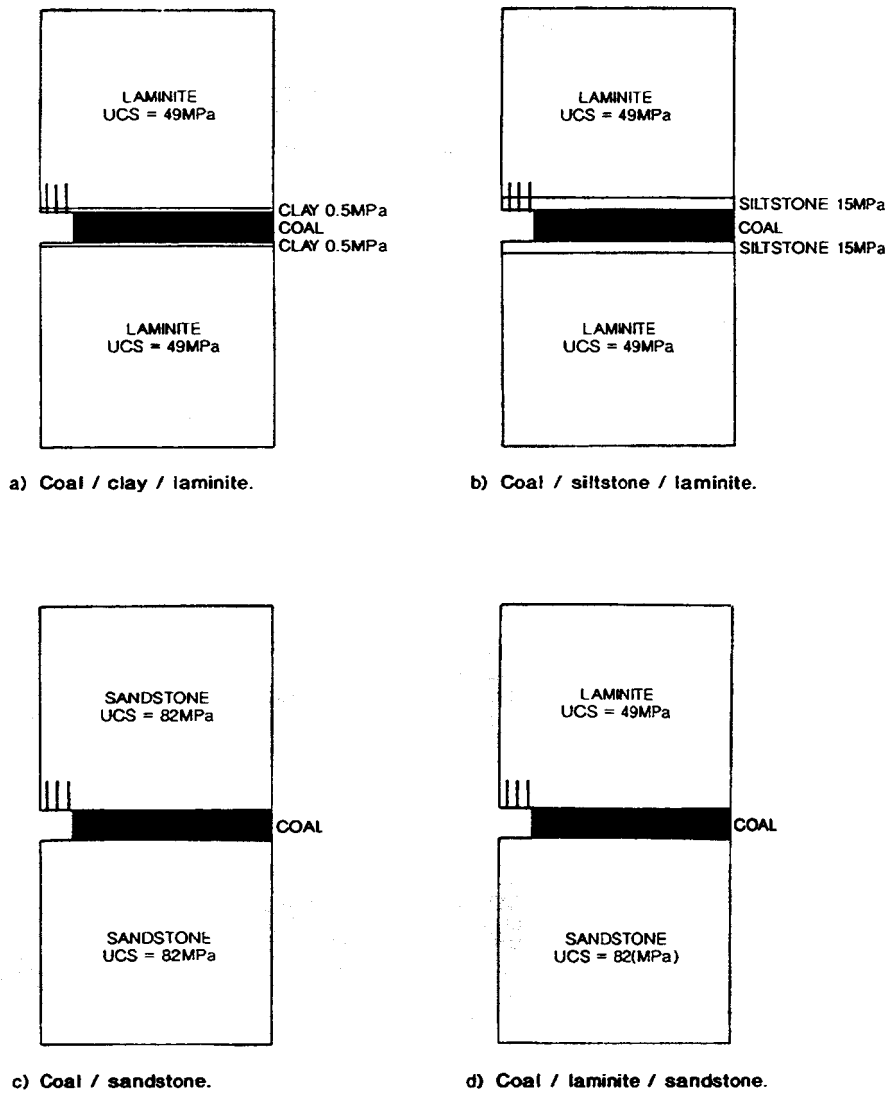 LAMINITE
UCS = 49MPa
CLAY 0.5MPa
COAL
CLAY 0.5MPa
LAMINITE
UCS = 49MPa
a) Coal / clay / laminite.
LAMINITE
UCS = 49MPa
SILTSTONE 15MPa
COAL
SILTSTONE 15MPa
LAMINITE
UCS = 49MPa
b) Coal / siltstone / laminite.
SANDSTONE
UCS = 82MPa
COAL
SANDSTONE
UCS = 82MPa
c) Coal / sandstone.
LAMINITE
UCS = 49MPa
COAL
SANDSTONE
UCS = 82(MPa)
d) Coal / laminite / sandstone.